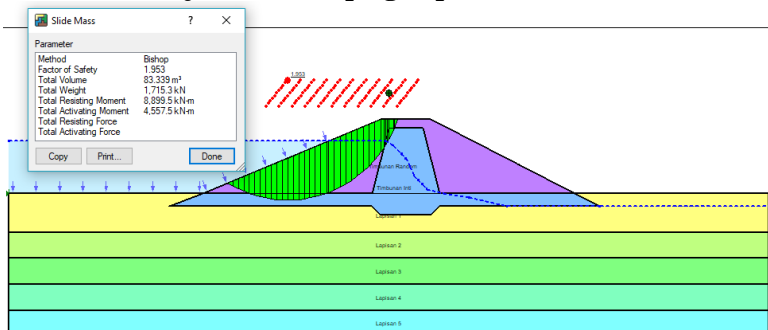 Slide Mass
?
Parameter
Method Bishop
Factor of Safety 1.953
Total Volume 83.339 m³
Total Weight 1,715.3 kN
Total Resisting Moment 8,899.5 kN-m
Total Activating Moment 4,557.5 kN-m
Total Resisting Force
Total Activating Force
Copy Print... Done
1.953
Timbunan Random
Timbunan Inti
Lapisan 1
Lapisan 2
Lapisan 3
Lapisan 4
Lapisan 5